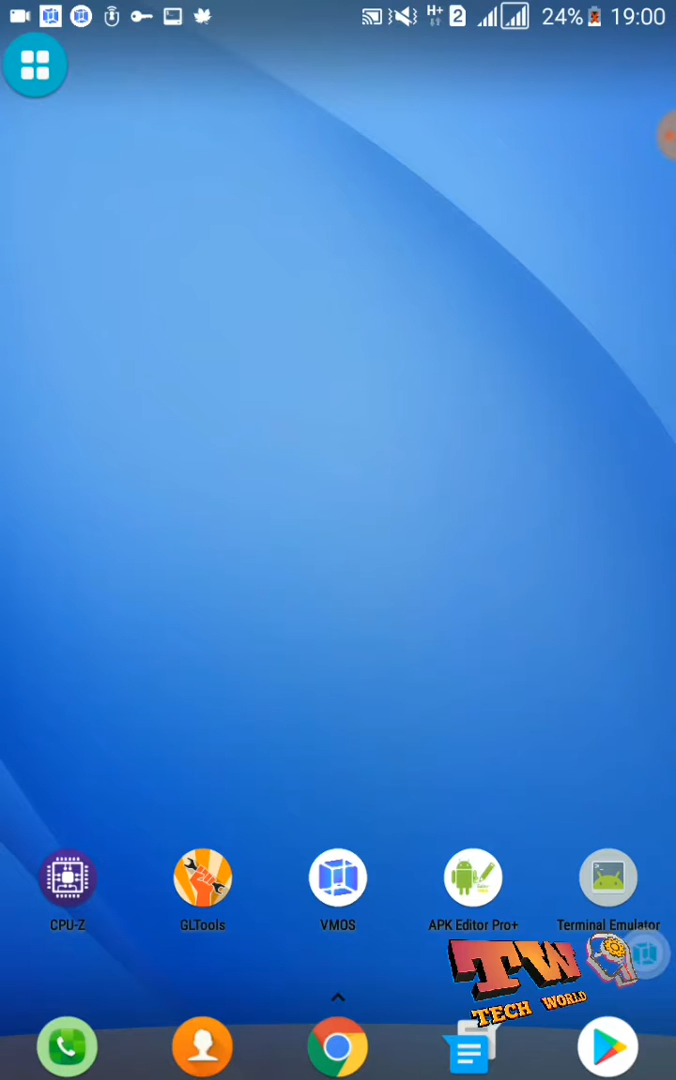 H+ 2 24% 19:00
CPU-Z GLTools VMOS APK Editor Pro+ Terminal Emulator
TW
TECH WORLD